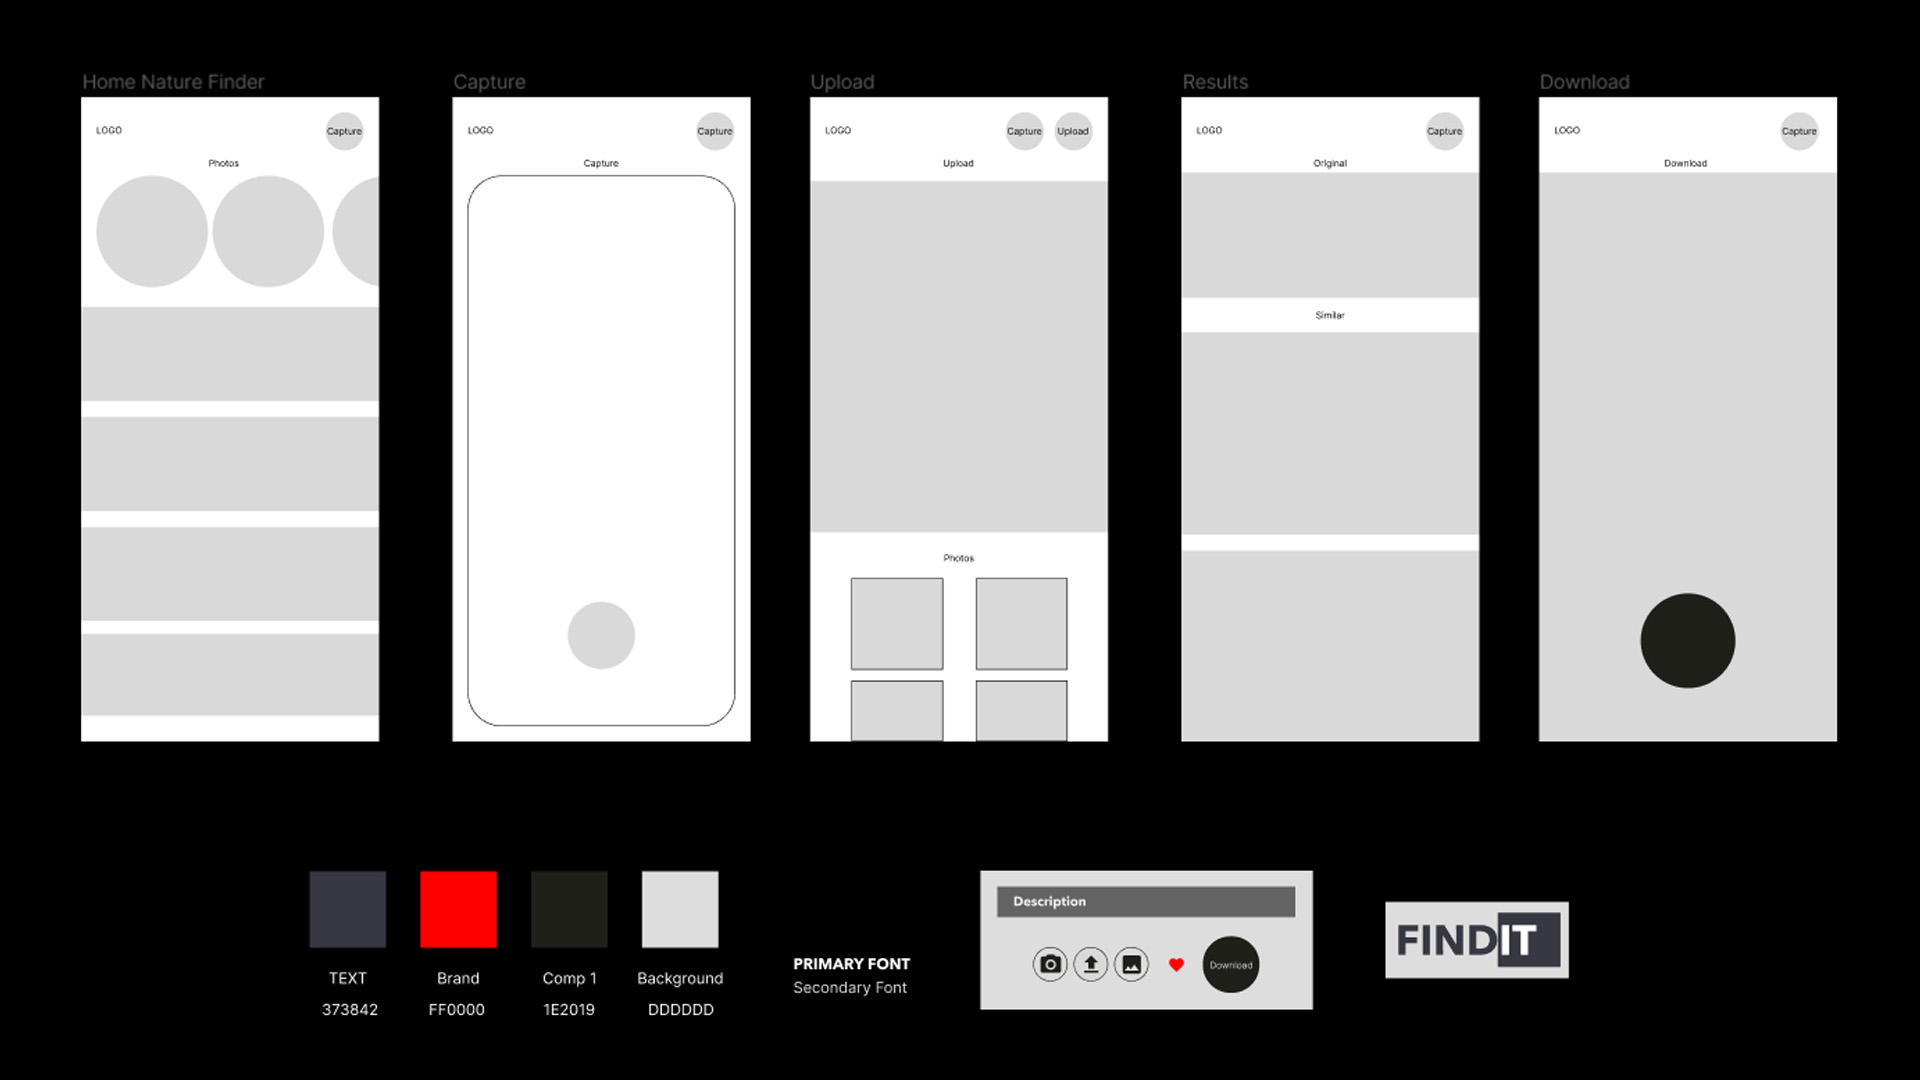 Home Nature Finder
LOGO
Capture
Photos
Capture
LOGO
Capture
Capture
Upload
LOGO
Capture
Upload
Upload
Photos
Results
LOGO
Capture
Original
Similar
Download
LOGO
Capture
Download
TEXT
373842
Brand
FF0000
Comp 1
1E2019
Background
DDDDDD
PRIMARY FONT
Secondary Font
Description
Download
FINDIT